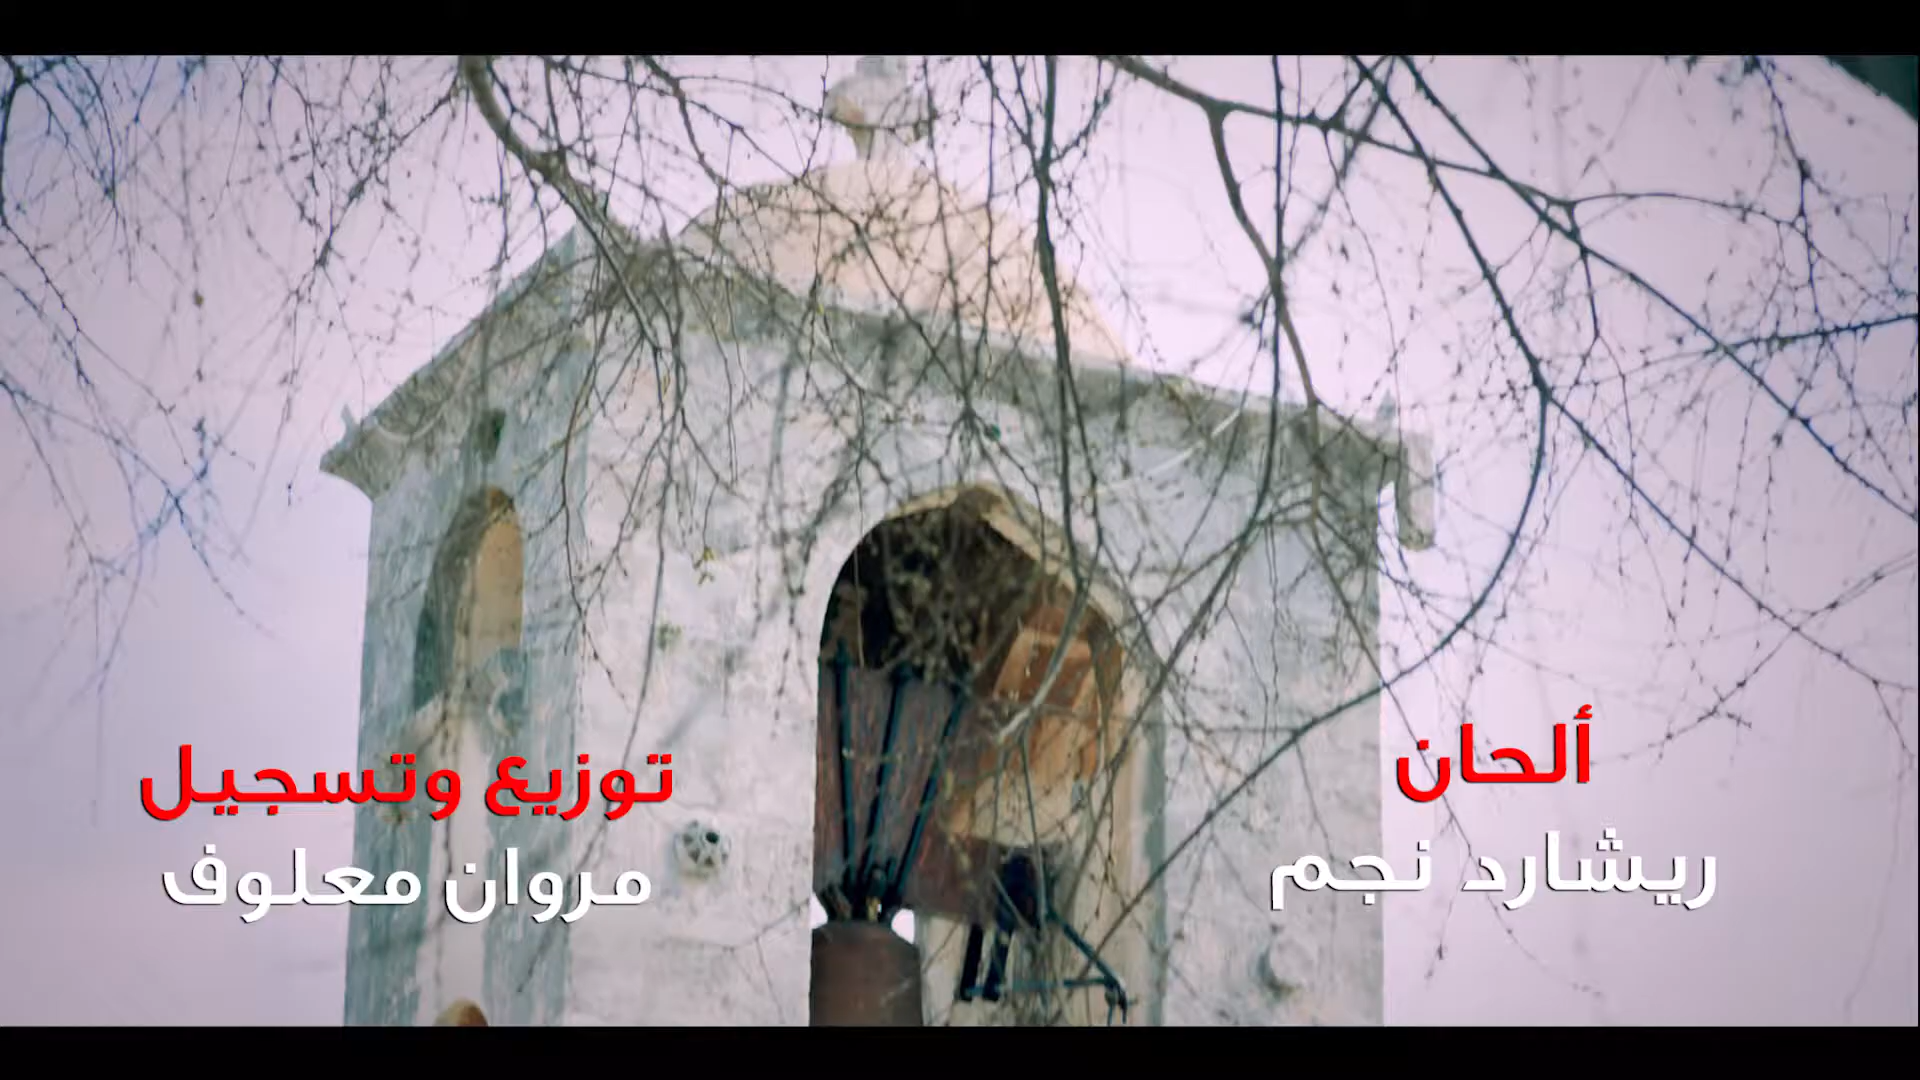 ألحان
ريشارد نجم
توزيع وتسجيل
مروان معلوف